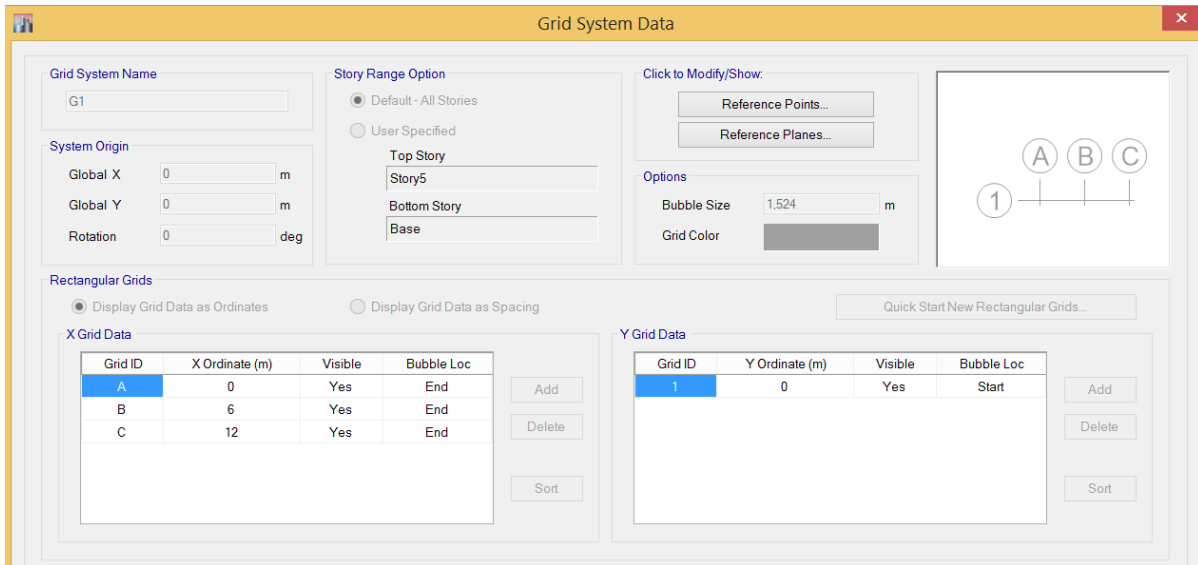 Grid System Data
Grid System Name
G1
System Origin
Global X 0 m
Global Y 0 m
Rotation 0 deg
Story Range Option
Default - All Stories
User Specified
Top Story
Story5
Bottom Story
Base
Click to Modify/Show:
Reference Points...
Reference Planes...
Options
Bubble Size 1,524 m
Grid Color
A B C
1
Rectangular Grids
Display Grid Data as Ordinates Display Grid Data as Spacing Quick Start New Rectangular Grids...
X Grid Data
Grid ID X Ordinate (m) Visible Bubble Loc
A 0 Yes End
B 6 Yes End
C 12 Yes End
Add
Delete
Sort
Y Grid Data
Grid ID Y Ordinate (m) Visible Bubble Loc
1 0 Yes Start
Add
Delete
Sort